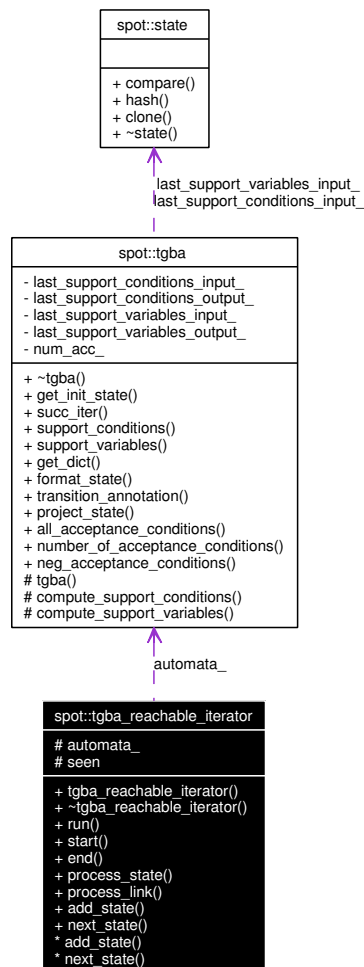 spot::state
+ compare()
+ hash()
+ clone()
+ ~state()
last_support_variables_input_
last_support_conditions_input_
spot::tgba
- last_support_conditions_input_
- last_support_conditions_output_
- last_support_variables_input_
- last_support_variables_output_
- num_acc_
+ ~tgba()
+ get_init_state()
+ succ_iter()
+ support_conditions()
+ support_variables()
+ get_dict()
+ format_state()
+ transition_annotation()
+ project_state()
+ all_acceptance_conditions()
+ number_of_acceptance_conditions()
+ neg_acceptance_conditions()
# tgba()
# compute_support_conditions()
# compute_support_variables()
automata_
spot::tgba_reachable_iterator
# automata_
# seen
+ tgba_reachable_iterator()
+ ~tgba_reachable_iterator()
+ run()
+ start()
+ end()
+ process_state()
+ process_link()
+ add_state()
+ next_state()
* add_state()
* next_state()